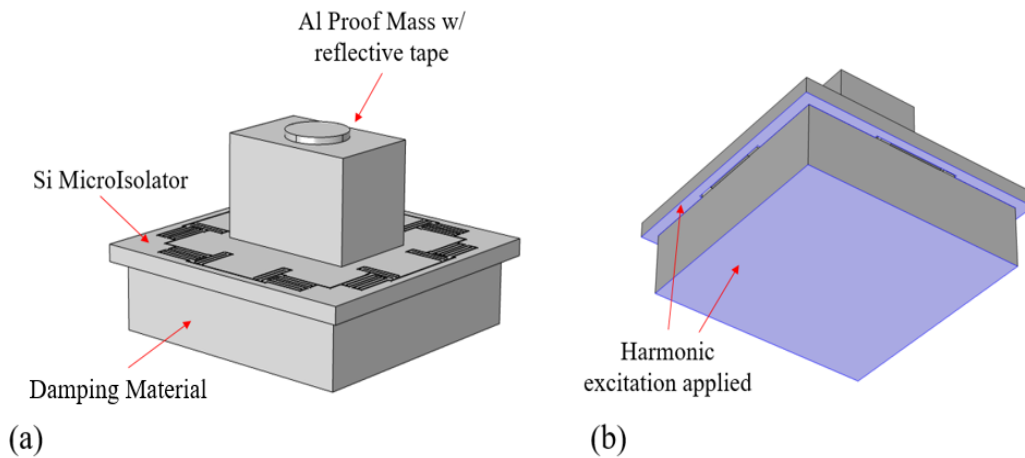 Al Proof Mass w/
reflective tape
Si MicroIsolator
Damping Material
(a)
Harmonic
excitation applied
(b)